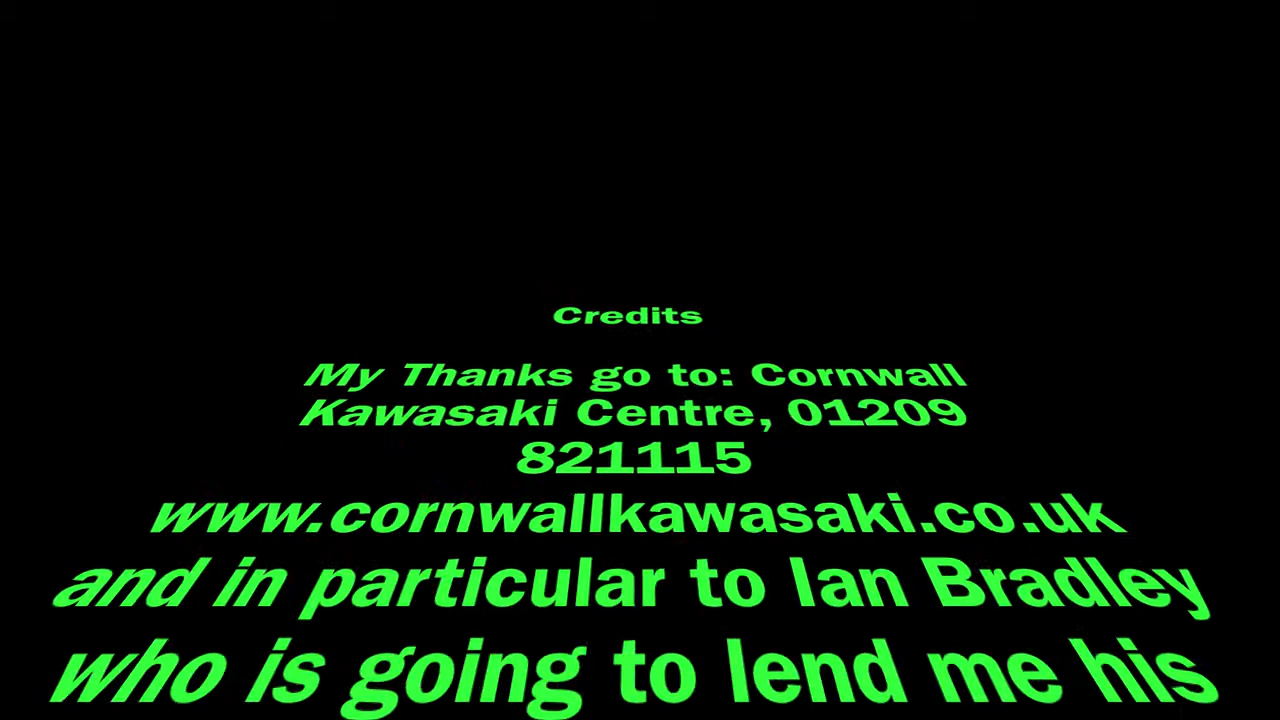 Credits
My Thanks go to: Cornwall
Kawasaki Centre, 01209
821115
www.cornwallkawasaki.co.uk
and in particular to Ian Bradley
who is going to lend me his